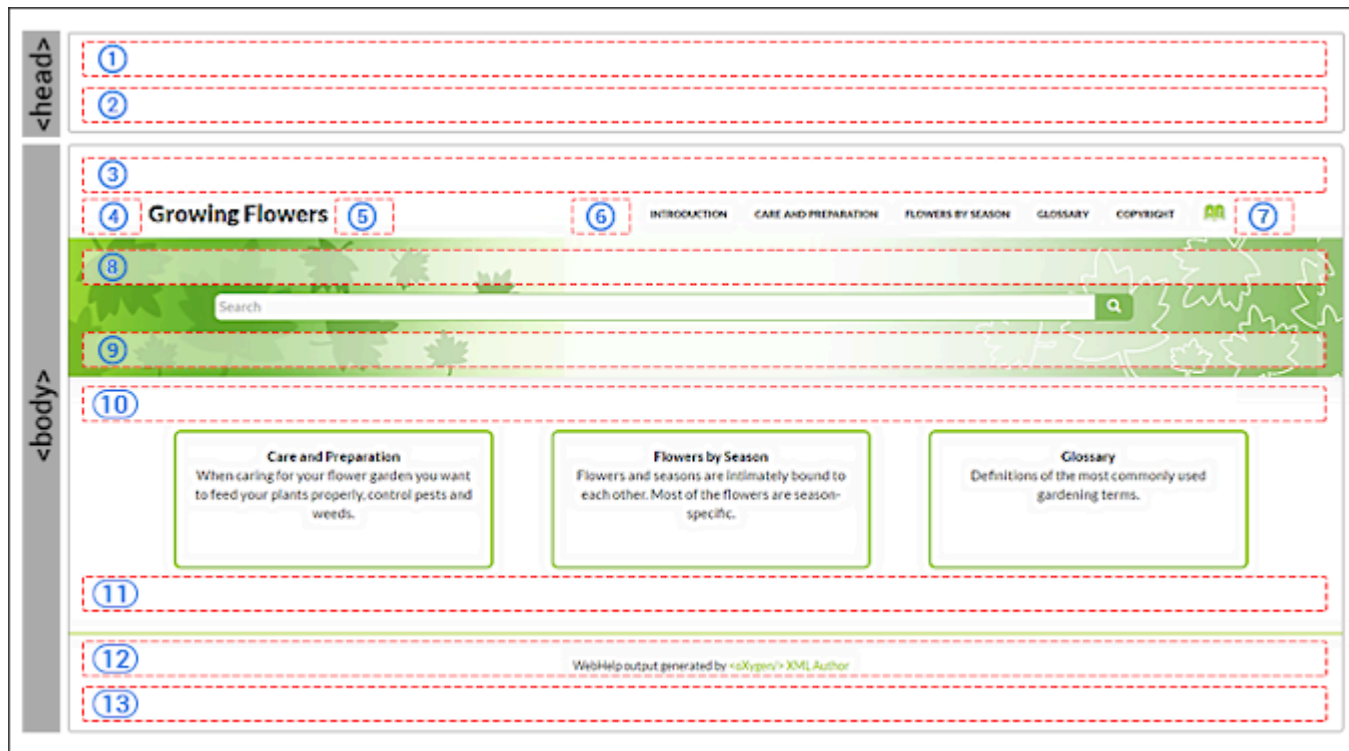 <head>
1
2
<body>
3
4 Growing Flowers 5 6 INTRODUCTION CARE AND PREPARATION FLOWERS BY SEASON GLOSSARY COPYRIGHT 7
8
Search
9
10
Care and Preparation
When caring for your flower garden you want
to feed your plants properly, control pests and
weeds.
Flowers by Season
Flowers and seasons are intimately bound to
each other. Most of the flowers are season-
specific.
Glossary
Definitions of the most commonly used
gardening terms.
11
12
WebHelp output generated by <oXygen/> XML Author
13